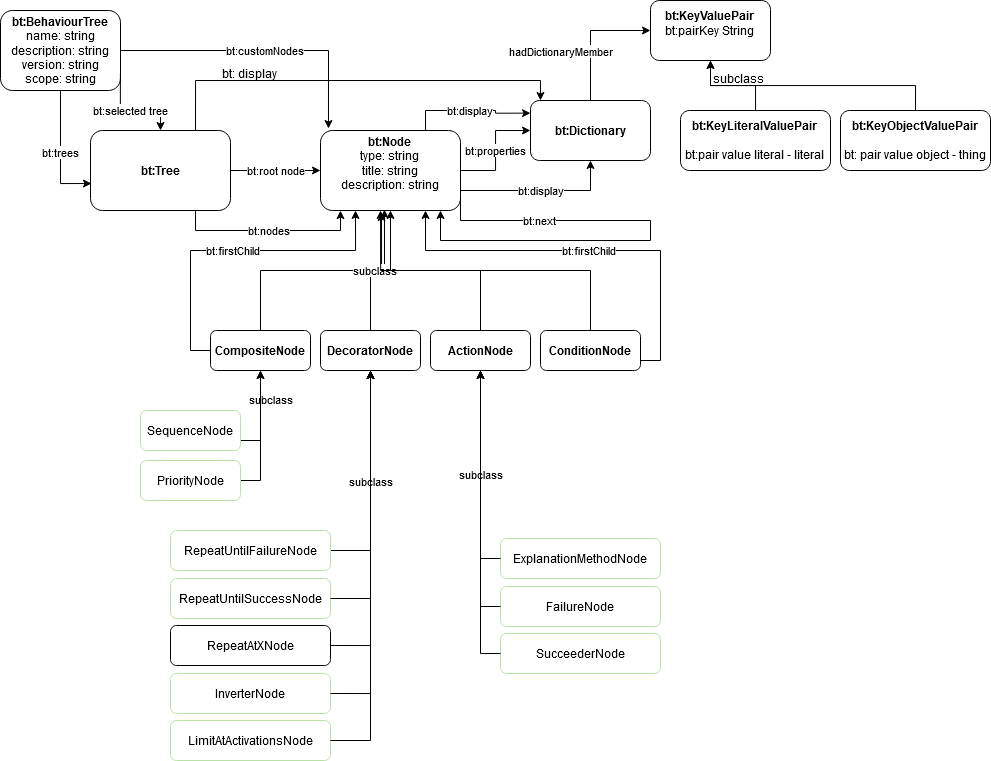 bt:BehaviourTree
name: string
description: string
version: string
scope: string
bt:KeyValuePair
bt:pairKey String
bt:customNodes
hadDictionaryMember
bt: display
subclass
bt:selected tree
bt:display
bt:KeyLiteralValuePair
bt:pair value literal - literal
bt:KeyObjectValuePair
bt: pair value object - thing
bt:Dictionary
bt:trees
bt:Tree
bt:root node
bt:Node
type: string
title: string
description: string
bt:properties
bt:display
bt:nodes
bt:next
bt:firstChild
bt:firstChild
subclass
CompositeNode
DecoratorNode
ActionNode
ConditionNode
subclass
SequenceNode
PriorityNode
subclass
subclass
RepeatUntilFailureNode
RepeatUntilSuccessNode
RepeatAtXNode
InverterNode
LimitAtActivationsNode
ExplanationMethodNode
FailureNode
SucceederNode